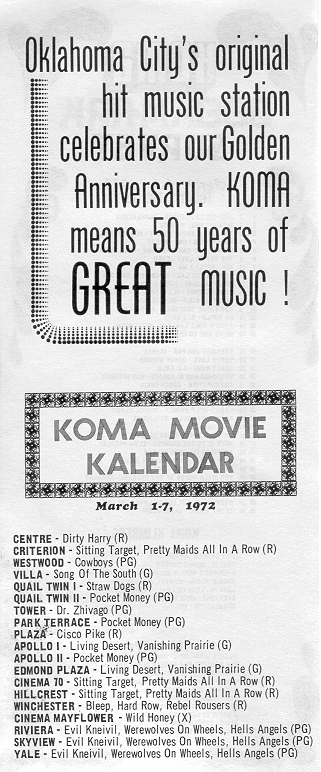 Oklahoma City's original
hit music station
celebrates our Golden
Anniversary. KOMA
means 50 years of
GREAT music !
KOMA MOVIE
KALENDAR
March 1-7, 1972
CENTRE - Dirty Harry (R)
CRITERION - Sitting Target, Pretty Maids All In A Row (R)
WESTWOOD - Cowboys (PG)
VILLA - Song Of The South (G)
QUAIL TWIN I - Straw Dogs (R)
QUAIL TWIN II - Pocket Money (PG)
TOWER - Dr. Zhivago (PG)
PARK TERRACE - Pocket Money (PG)
PLAZA - Cisco Pike (R)
APOLLO I - Living Desert, Vanishing Prairie (G)
APOLLO II - Pocket Money (PG)
EDMOND PLAZA - Living Desert, Vanishing Prairie (G)
CINEMA 70 - Sitting Target, Pretty Maids All In A Row (R)
HILLCREST - Sitting Target, Pretty Maids All In A Row (R)
WINCHESTER - Bleep, Hard Row, Rebel Rousers (R)
CINEMA MAYFLOWER - Wild Honey (X)
RIVIERA - Evil Kneivil, Werewolves On Wheels, Hells Angels (PG)
SKYVIEW - Evil Kneivil, Werewolves On Wheels, Hells Angels (PG)
YALE - Evil Kneivil, Werewolves On Wheels, Hells Angels (PG)